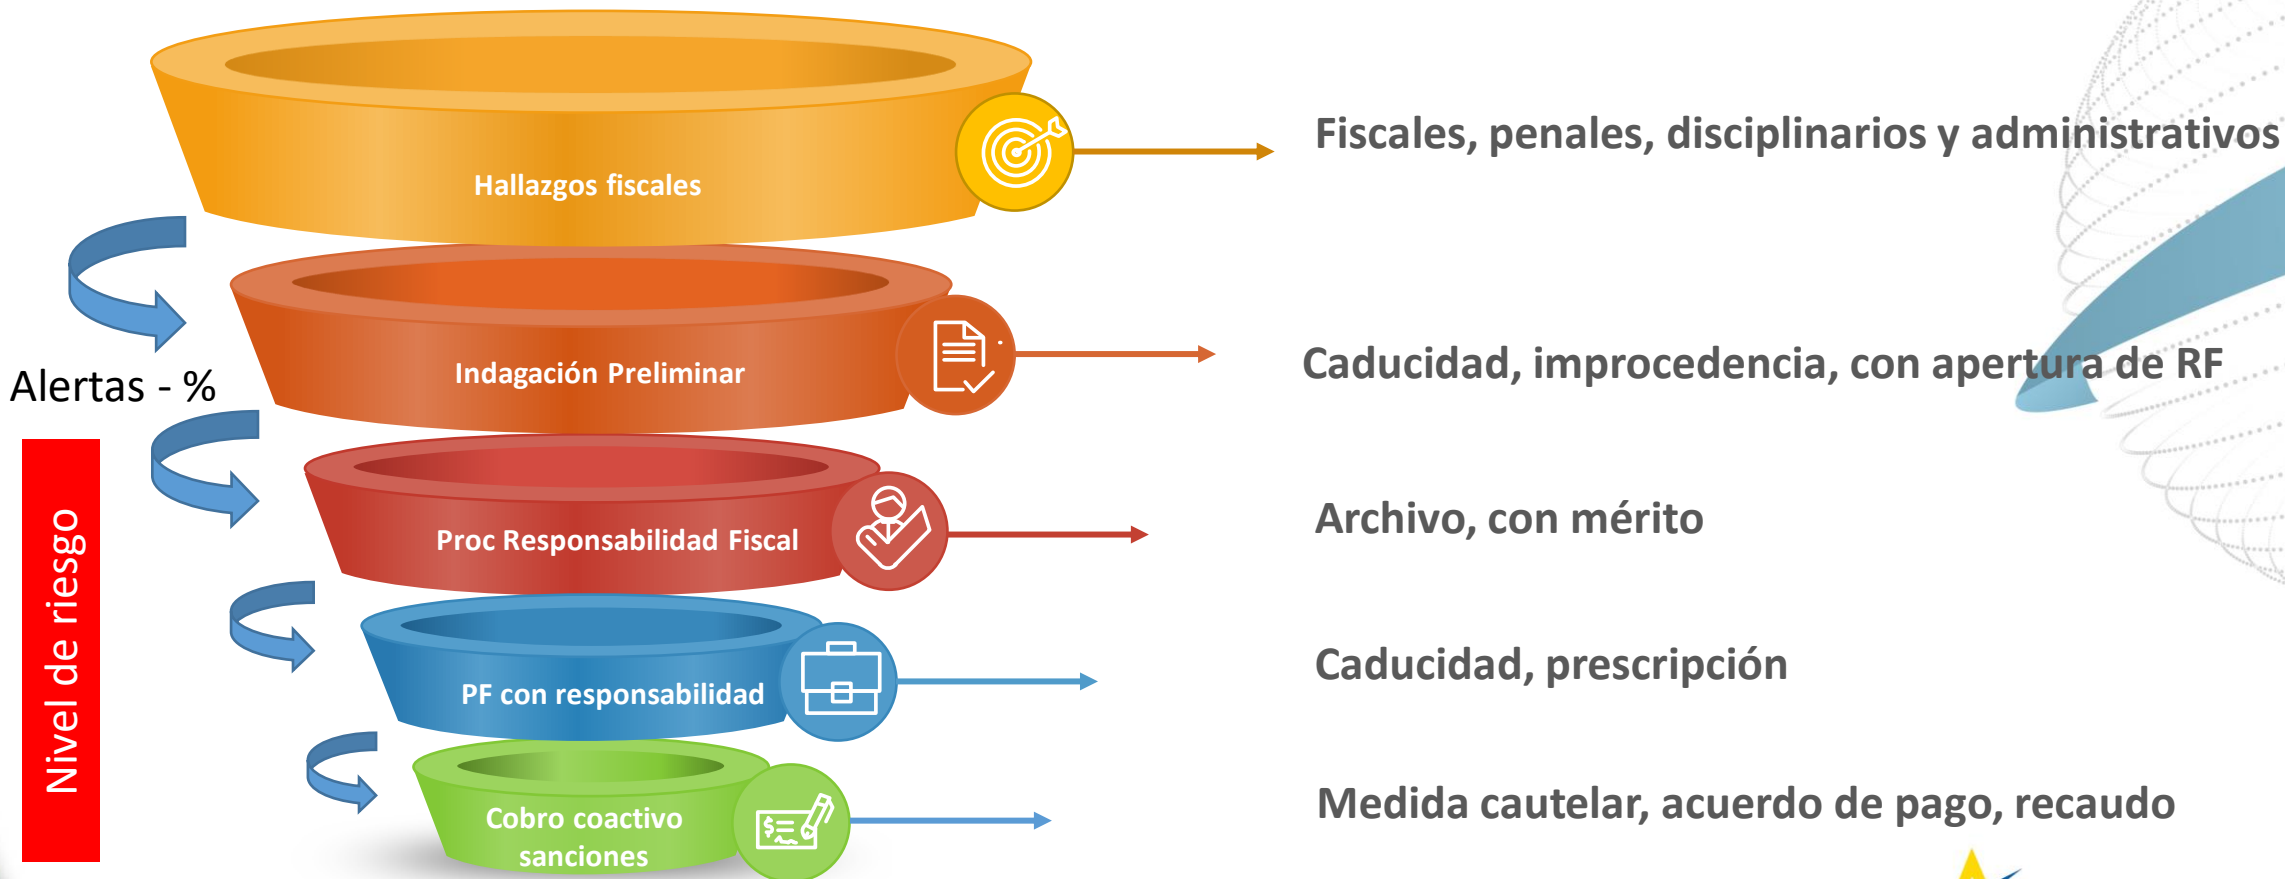 Hallazgos fiscales
Fiscales, penales, disciplinarios y administrativos
Indagación Preliminar
Caducidad, improcedencia, con apertura de RF
Alertas - %
Nivel de riesgo
Proc Responsabilidad Fiscal
Archivo, con mérito
PF con responsabilidad
Caducidad, prescripción
Cobro coactivo
sanciones
Medida cautelar, acuerdo de pago, recaudo